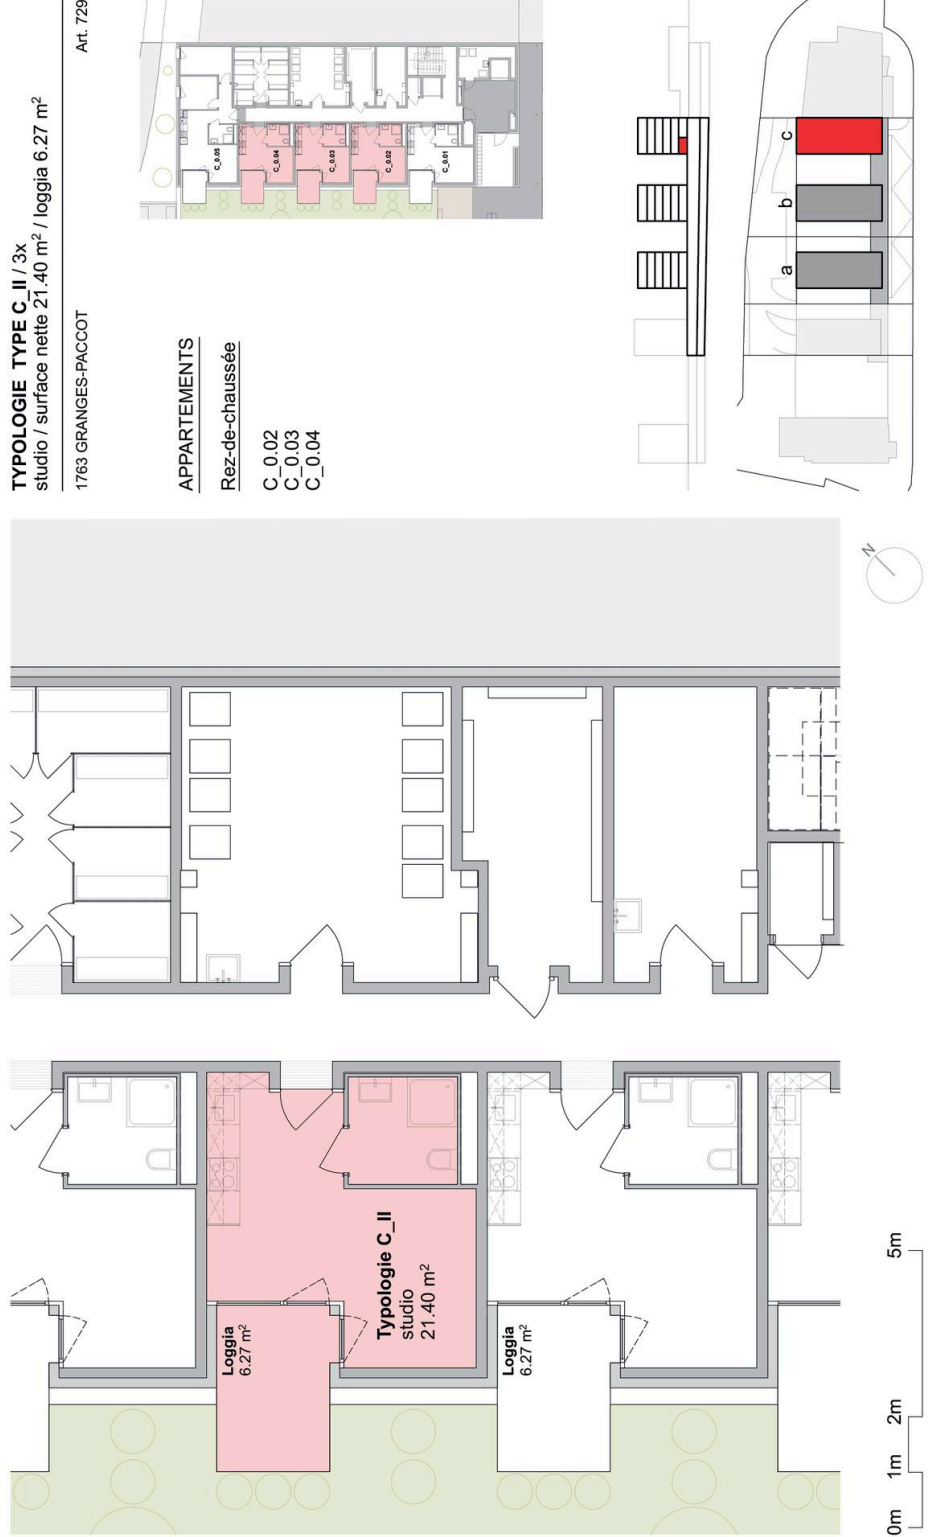 TYPOLOGIE TYPE C_II / 3x
studio / surface nette 21.40 m² / loggia 6.27 m²
1763 GRANGES-PACCOT
Art. 729
APPARTEMENTS
Rez-de-chaussée
C_0.02
C_0.03
C_0.04
C_0.05
C_0.04
C_0.03
C_0.02
C_0.01
a
b
c
N
Typologie C_II
studio
21.40 m²
Loggia
6.27 m²
Loggia
6.27 m²
0m
1m
2m
5m